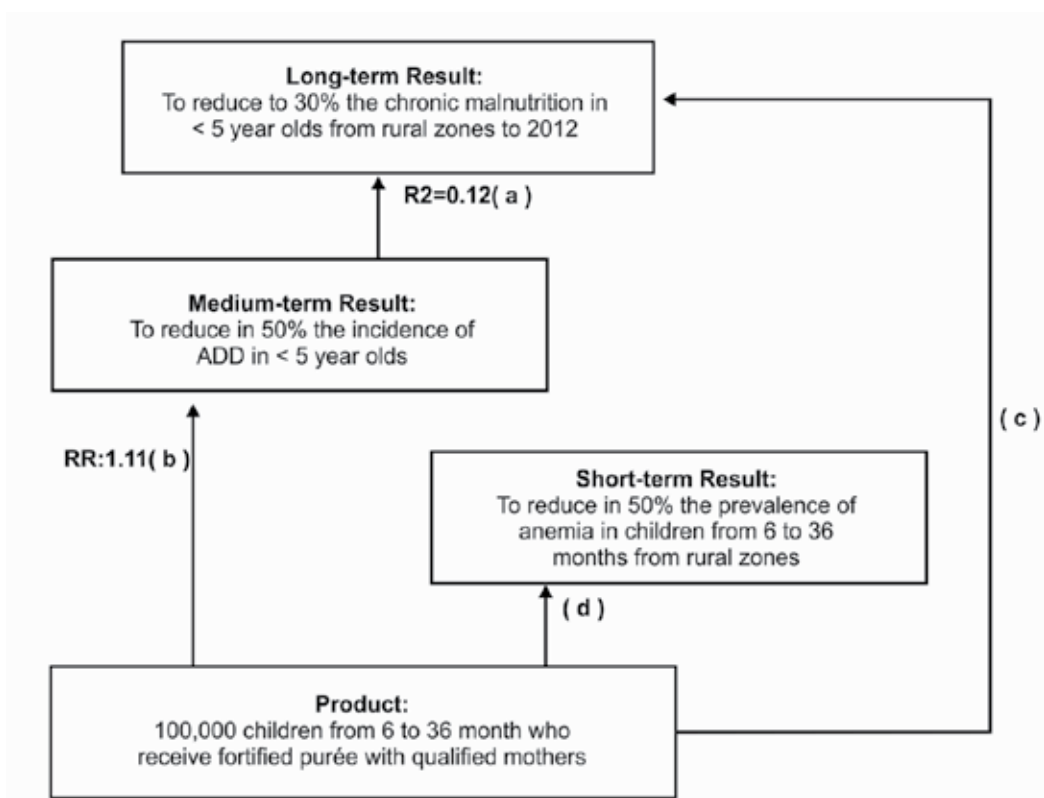 Long-term Result:
To reduce to 30% the chronic malnutrition in
< 5 year olds from rural zones to 2012
R2=0.12( a )
Medium-term Result:
To reduce in 50% the incidence of
ADD in < 5 year olds
( c )
RR:1.11( b )
Short-term Result:
To reduce in 50% the prevalence of
anemia in children from 6 to 36
months from rural zones
( d )
Product:
100,000 children from 6 to 36 month who
receive fortified purée with qualified mothers